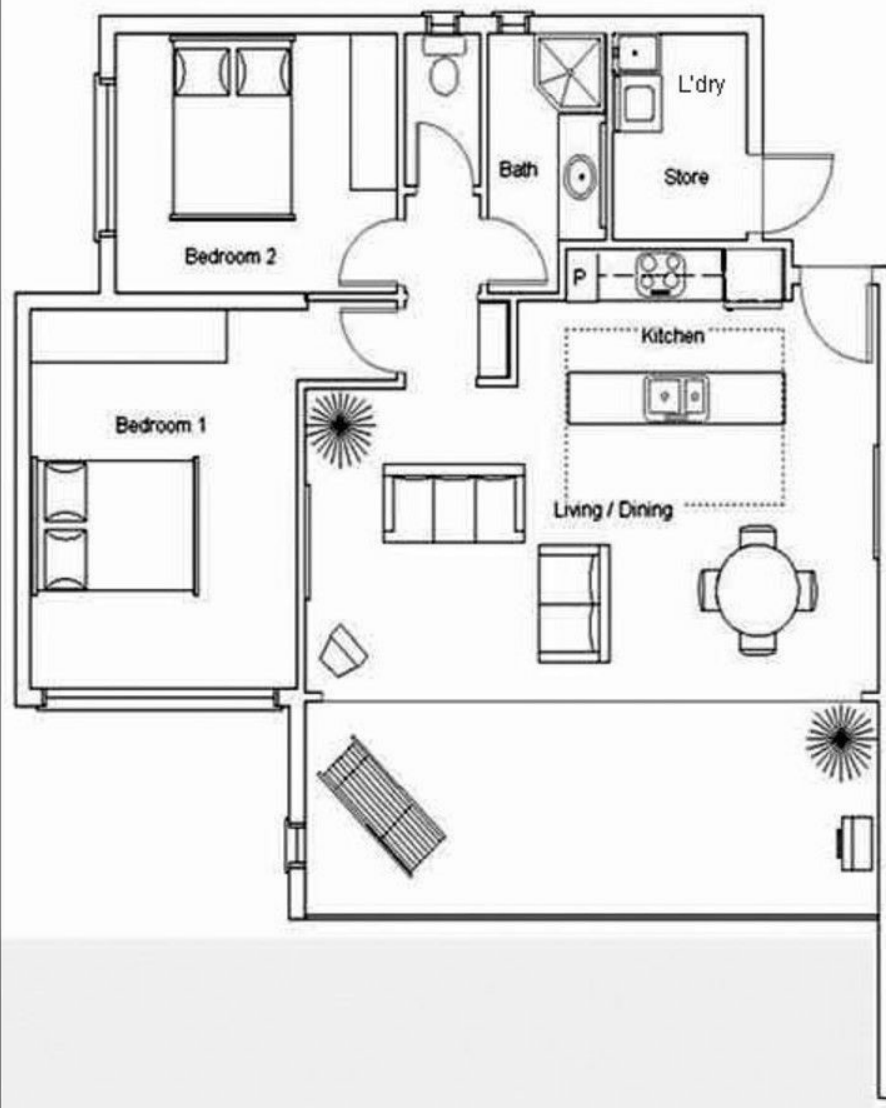 L'dry
Bath
Store
Bedroom 2
P
Kitchen
Bedroom 1
Living / Dining